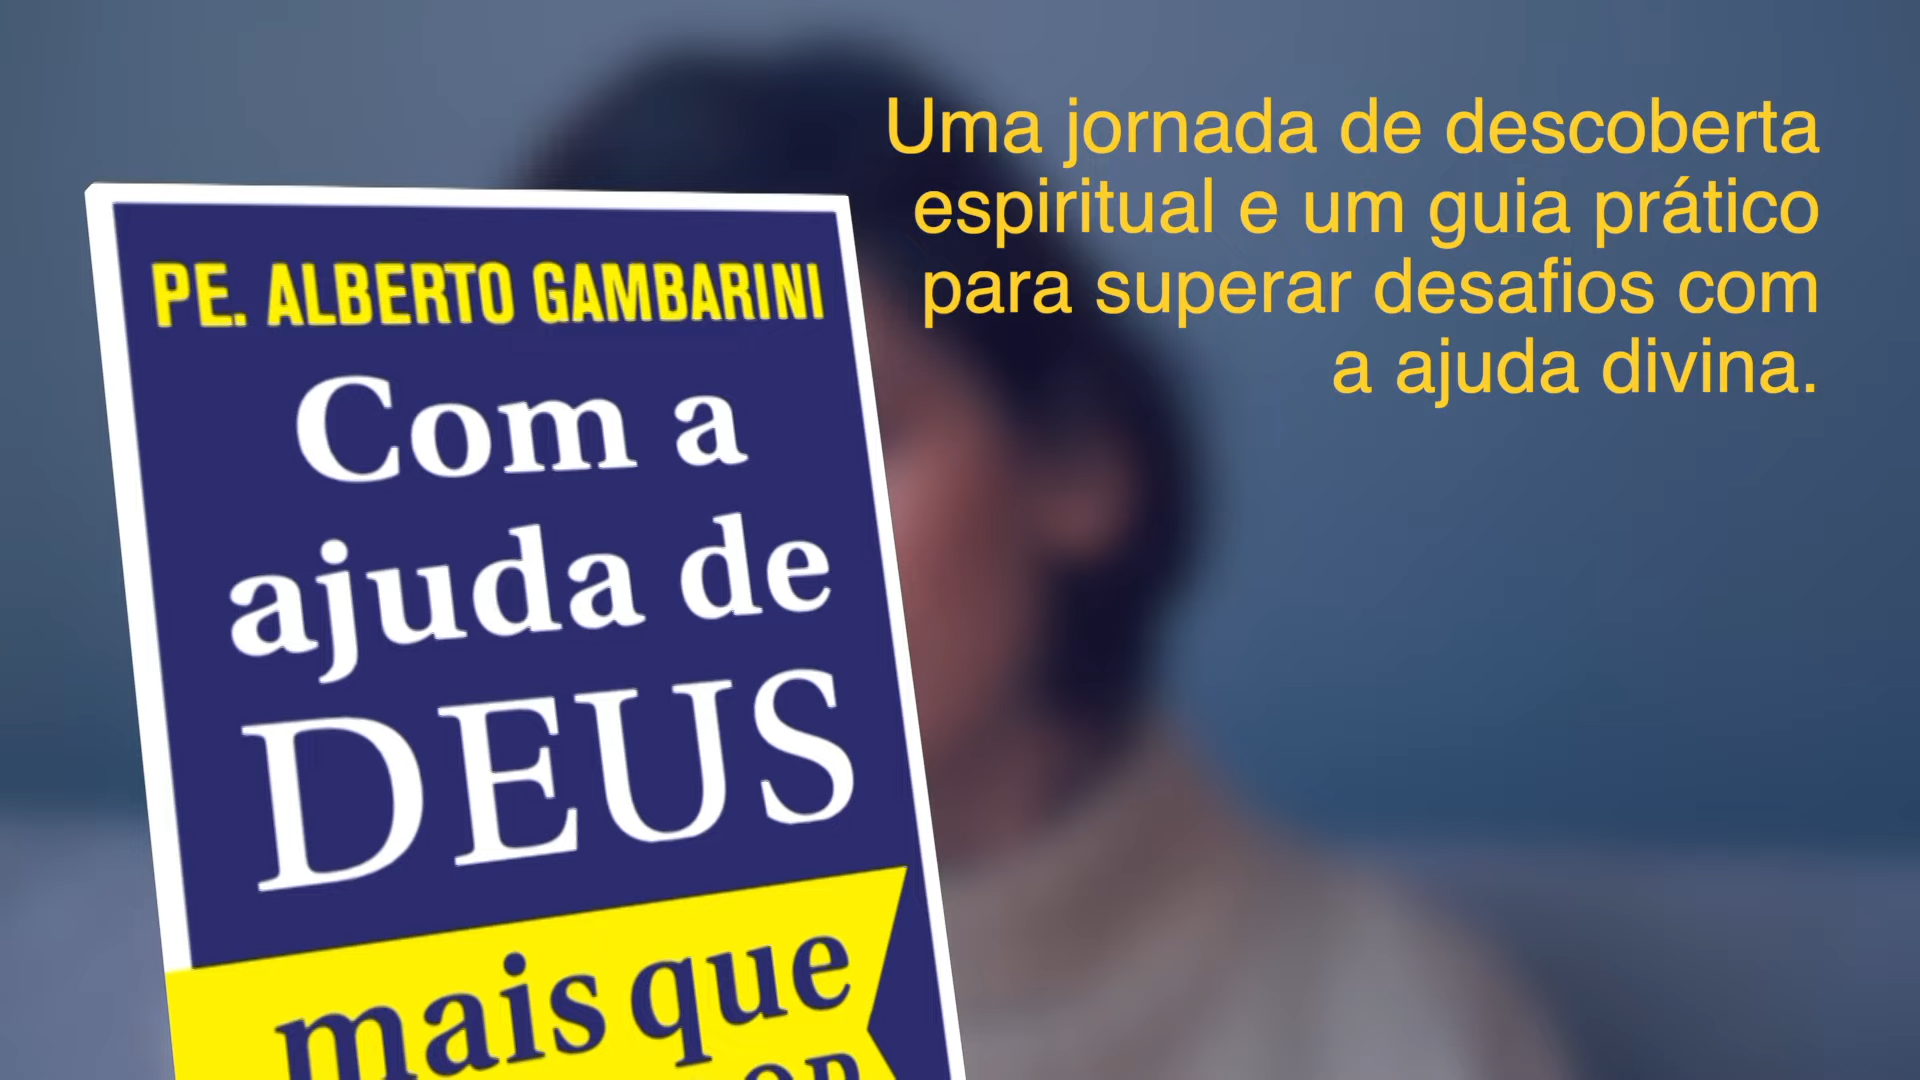 Uma jornada de descoberta
espiritual e um guia prático
para superar desafios com
a ajuda divina.
PE. ALBERTO GAMBARINI
Com a
ajuda de
DEUS
mais que